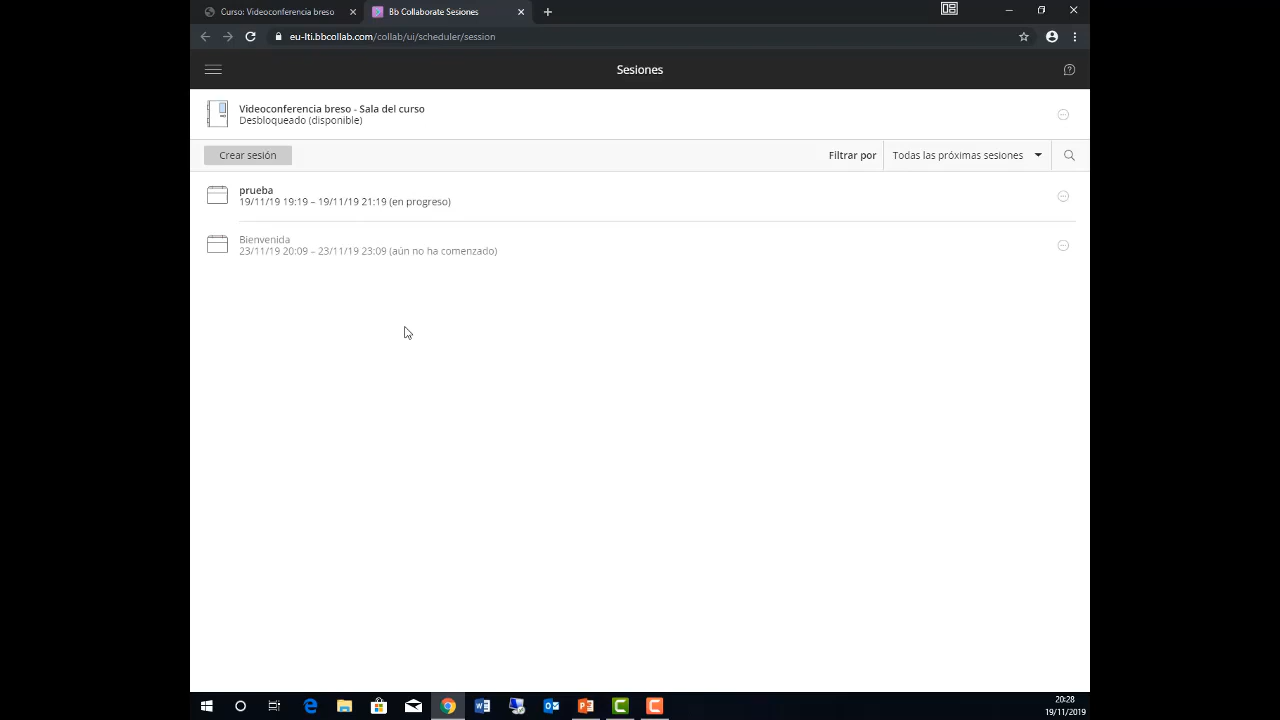 Curso: Videoconferencia breso
Bb Collaborate Sesiones
eu-lti.bbcollab.com/collab/ui/scheduler/session
Sesiones
Videoconferencia breso - Sala del curso
Desbloqueado (disponible)
Crear sesión
Filtrar por
Todas las próximas sesiones
prueba
19/11/19 19:19 – 19/11/19 21:19 (en progreso)
Bienvenida
23/11/19 20:09 – 23/11/19 23:09 (aún no ha comenzado)
20:28
19/11/2019